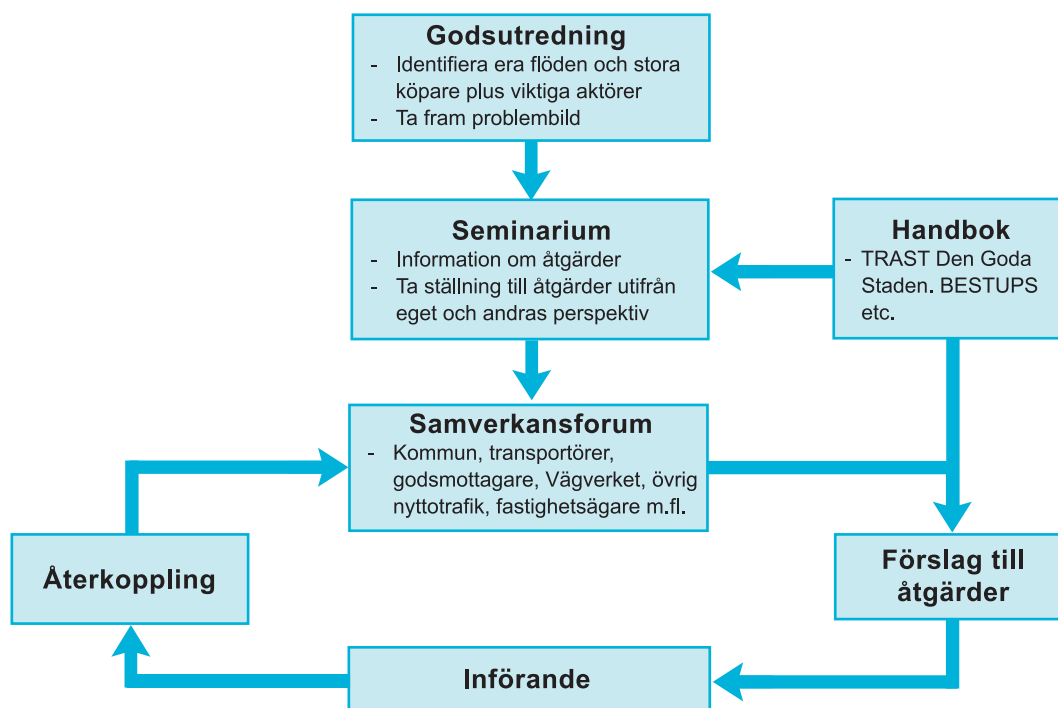 Godsutredning
- Identifiera era flöden och stora
köpare plus viktiga aktörer
- Ta fram problembild
Seminarium
- Information om åtgärder
- Ta ställning till åtgärder utifrån
eget och andras perspektiv
Handbok
- TRAST Den Goda
Staden. BESTUPS
etc.
Samverkansforum
- Kommun, transportörer,
godsmottagare, Vägverket, övrig
nyttotrafik, fastighetsägare m.fl.
Återkoppling
Förslag till
åtgärder
Införande